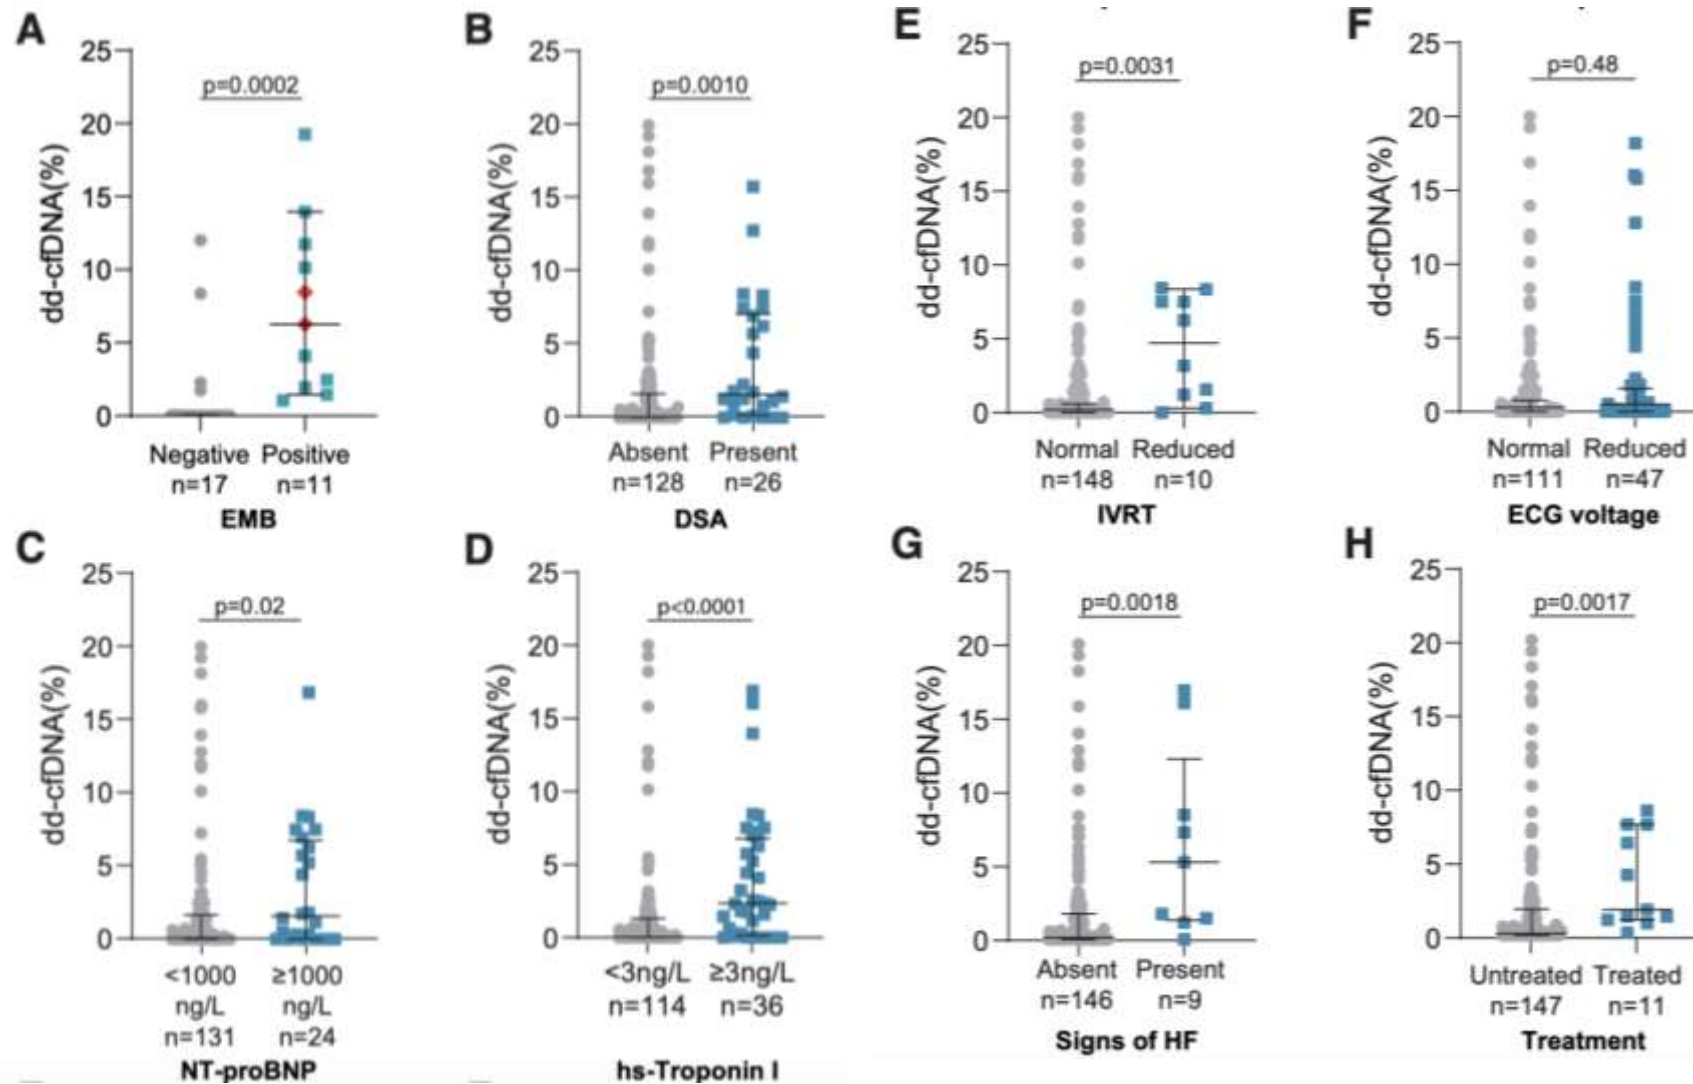 A
25
20
15
10
5
0
dd-cfDNA(%)
p=0.0002
Negative Positive
n=17 n=11
EMB
B
25
20
15
10
5
0
dd-cfDNA(%)
p=0.0010
Absent Present
n=128 n=26
DSA
E
25
20
15
10
5
0
dd-cfDNA(%)
p=0.0031
Normal Reduced
n=148 n=10
IVRT
F
25
20
15
10
5
0
dd-cfDNA(%)
p=0.48
Normal Reduced
n=111 n=47
ECG voltage
C
25
20
15
10
5
0
dd-cfDNA(%)
p=0.02
<1000 ≥1000
ng/L ng/L
n=131 n=24
NT-proBNP
D
25
20
15
10
5
0
dd-cfDNA(%)
p<0.0001
<3ng/L ≥3ng/L
n=114 n=36
hs-Troponin I
G
25
20
15
10
5
0
dd-cfDNA(%)
p=0.0018
Absent Present
n=146 n=9
Signs of HF
H
25
20
15
10
5
0
dd-cfDNA(%)
p=0.0017
Untreated Treated
n=147 n=11
Treatment